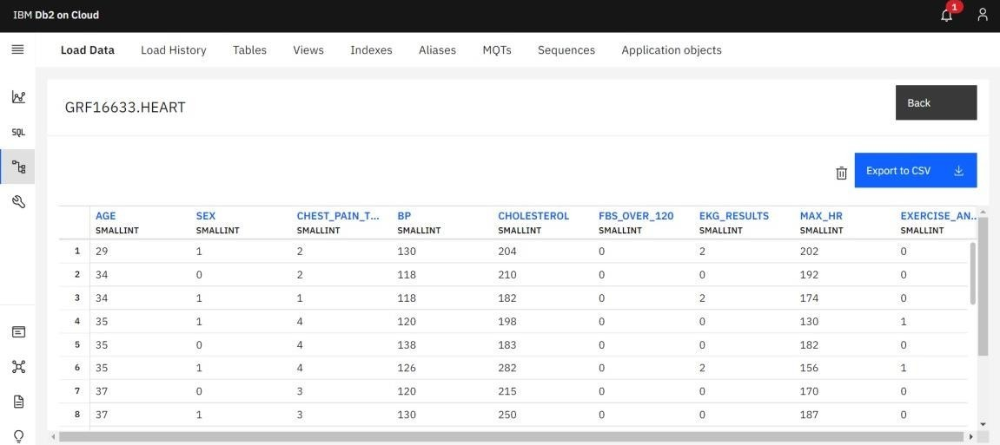 IBM Db2 on Cloud 1
Load Data Load History Tables Views Indexes Aliases MQTs Sequences Application objects
GRF16633.HEART Back
SQL
Export to CSV
AGE SEX CHEST_PAIN_T... BP CHOLESTEROL FBS_OVER_120 EKG_RESULTS MAX_HR EXERCISE_AN...
SMALLINT SMALLINT SMALLINT SMALLINT SMALLINT SMALLINT SMALLINT SMALLINT SMALLINT
1 29 1 2 130 204 0 2 202 0
2 34 0 2 118 210 0 0 192 0
3 34 1 1 118 182 0 2 174 0
4 35 1 4 120 198 0 0 130 1
5 35 0 4 138 183 0 0 182 0
6 35 1 4 126 282 0 2 156 1
7 37 0 3 120 215 0 0 170 0
8 37 1 3 130 250 0 0 187 0